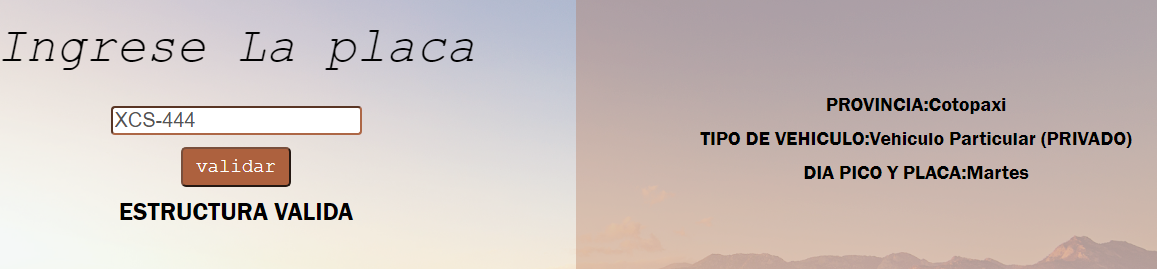 Ingrese La placa
XCS-444
validar
ESTRUCTURA VALIDA
PROVINCIA:Cotopaxi
TIPO DE VEHICULO:Vehiculo Particular (PRIVADO)
DIA PICO Y PLACA:Martes